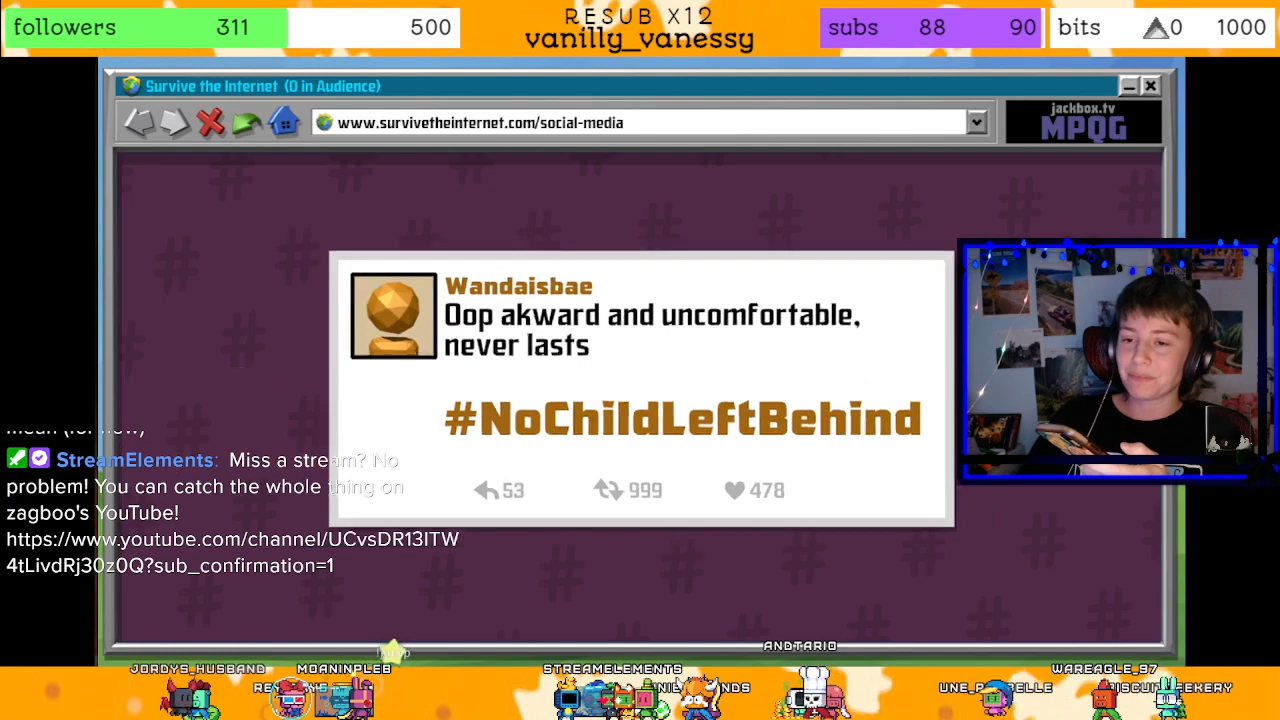 followers 311 500
RESUB X12
vanilly_vanessy
subs 88 90
bits 0 1000
Survive the Internet (0 in Audience)
www.survivetheinternet.com/social-media
jackbox.tv
MPQG
Wandaisbae
Oop akward and uncomfortable,
never lasts
#NoChildLeftBehind
53 999 478
StreamElements: Miss a stream? No
problem! You can catch the whole thing on
zagboo's YouTube!
https://www.youtube.com/channel/UCvsDR13ITW
4tLivdRj30z0Q?sub_confirmation=1
ANDTARIO
JORDYS_HUSBAND MOANINPLEB STREAMELEMENTS WAREAGLE_97